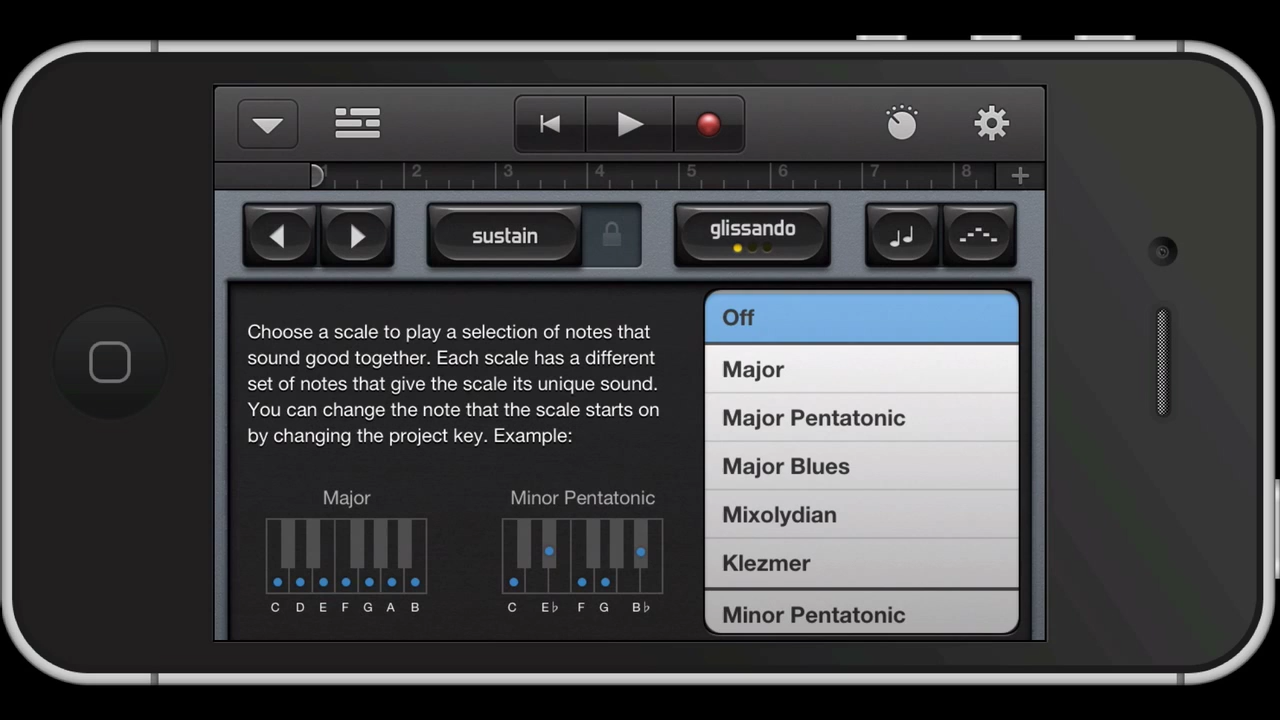 1 2 3 4 5 6 7 8
sustain
glissando
Choose a scale to play a selection of notes that
sound good together. Each scale has a different
set of notes that give the scale its unique sound.
You can change the note that the scale starts on
by changing the project key. Example:
Major
C D E F G A B
Minor Pentatonic
C E♭ F G B♭
Off
Major
Major Pentatonic
Major Blues
Mixolydian
Klezmer
Minor Pentatonic